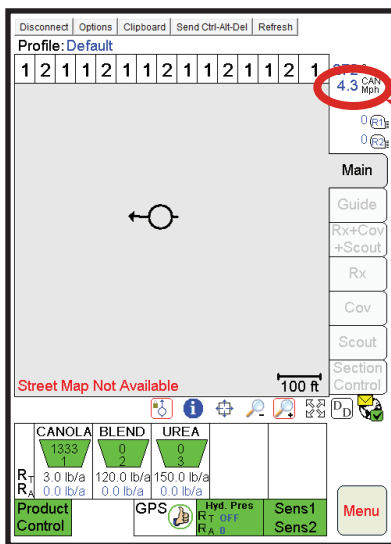 Disconnect Options Clipboard Send Ctrl-Alt-Del Refresh
Profile: Default
1 2 1 1 2 1 1 2 1 1 2 1 1 2 1
4.3 CAN Mph
0 R1
0 R2
Main
Guide
Rx+Cov
+Scout
Rx
Cov
Scout
Section
Control
Street Map Not Available
100 ft
D D
CANOLA BLEND UREA
1333 0 0
1 2 3
RT 3.0 lb/a 120.0 lb/a 150.0 lb/a
RA 0.0 lb/a 0.0 lb/a 0.0 lb/a
Product
Control
GPS
Hyd. Pres
RT OFF
RA 0
Sens1
Sens2
Menu